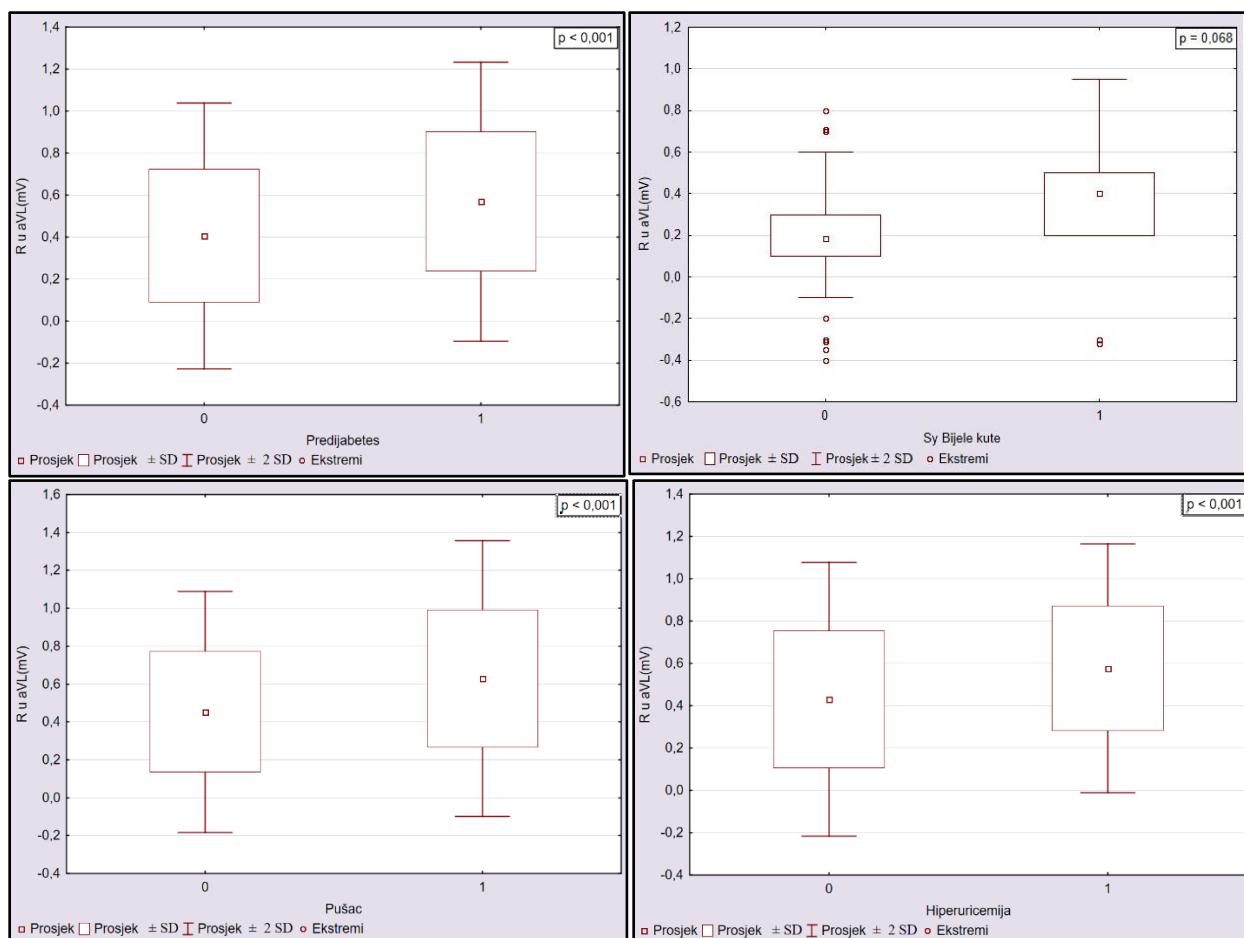 1,4
1,2
1,0
0,8
0,6
0,4
0,2
0,0
-0,2
-0,4
R u aVL(mV)
p < 0,001
0 1
Predijabetes
Prosjek Prosjek ± SD Prosjek ± 2 SD Ekstremi
1,2
1,0
0,8
0,6
0,4
0,2
0,0
-0,2
-0,4
-0,6
R u aVL(mV)
p = 0,068
0 1
Sy Bijele kute
Prosjek Prosjek ± SD Prosjek ± 2 SD Ekstremi
1,6
1,4
1,2
1,0
0,8
0,6
0,4
0,2
0,0
-0,2
-0,4
R u aVL(mV)
p < 0,001
0 1
Pušac
Prosjek Prosjek ± SD Prosjek ± 2 SD Ekstremi
1,4
1,2
1,0
0,8
0,6
0,4
0,2
0,0
-0,2
-0,4
R u aVL(mV)
p < 0,001
0 1
Hiperuricemija
Prosjek Prosjek ± SD Prosjek ± 2 SD Ekstremi